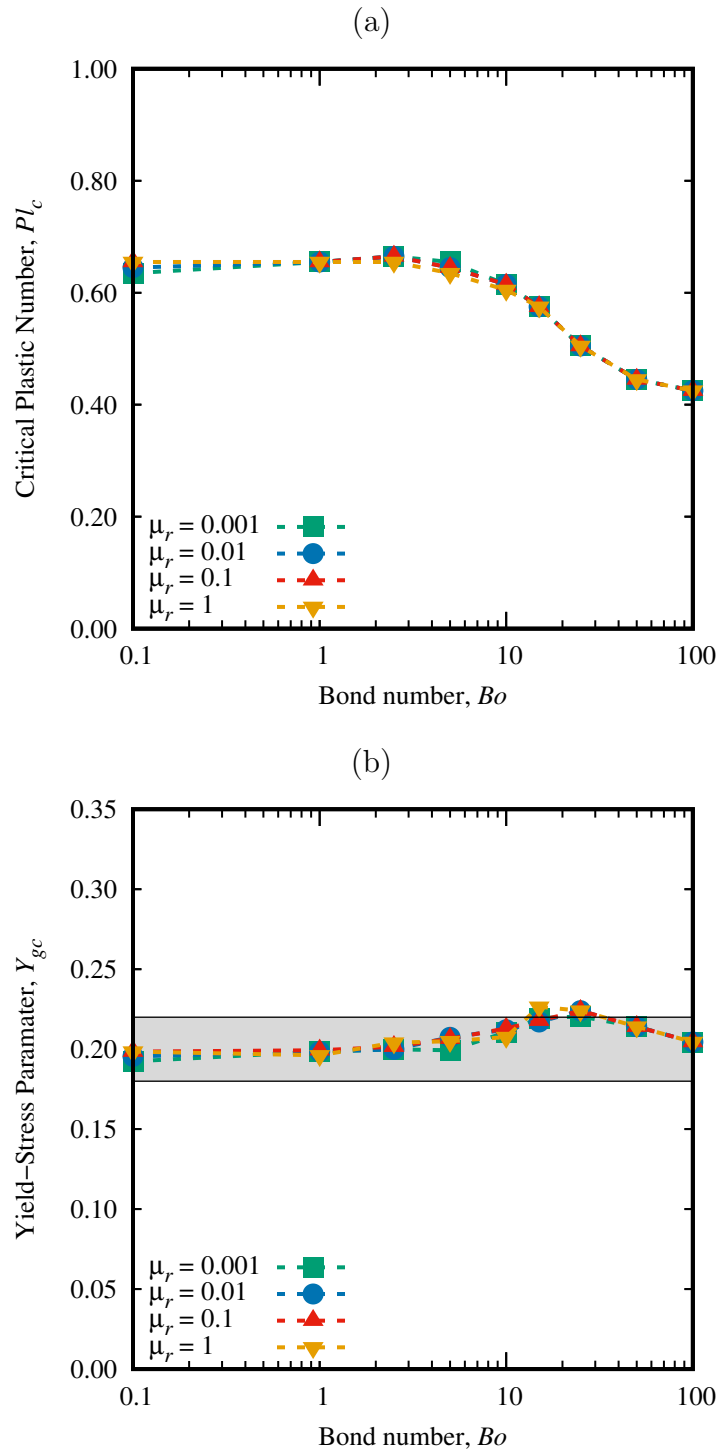 (a)
1.00
0.80
0.60
0.40
0.20
0.00
Critical Plastic Number, Pl_c
μ_r = 0.001
μ_r = 0.01
μ_r = 0.1
μ_r = 1
0.1 1 10 100
Bond number, Bo
(b)
0.35
0.30
0.25
0.20
0.15
0.10
0.05
0.00
Yield−Stress Paramater, Y_gc
μ_r = 0.001
μ_r = 0.01
μ_r = 0.1
μ_r = 1
0.1 1 10 100
Bond number, Bo